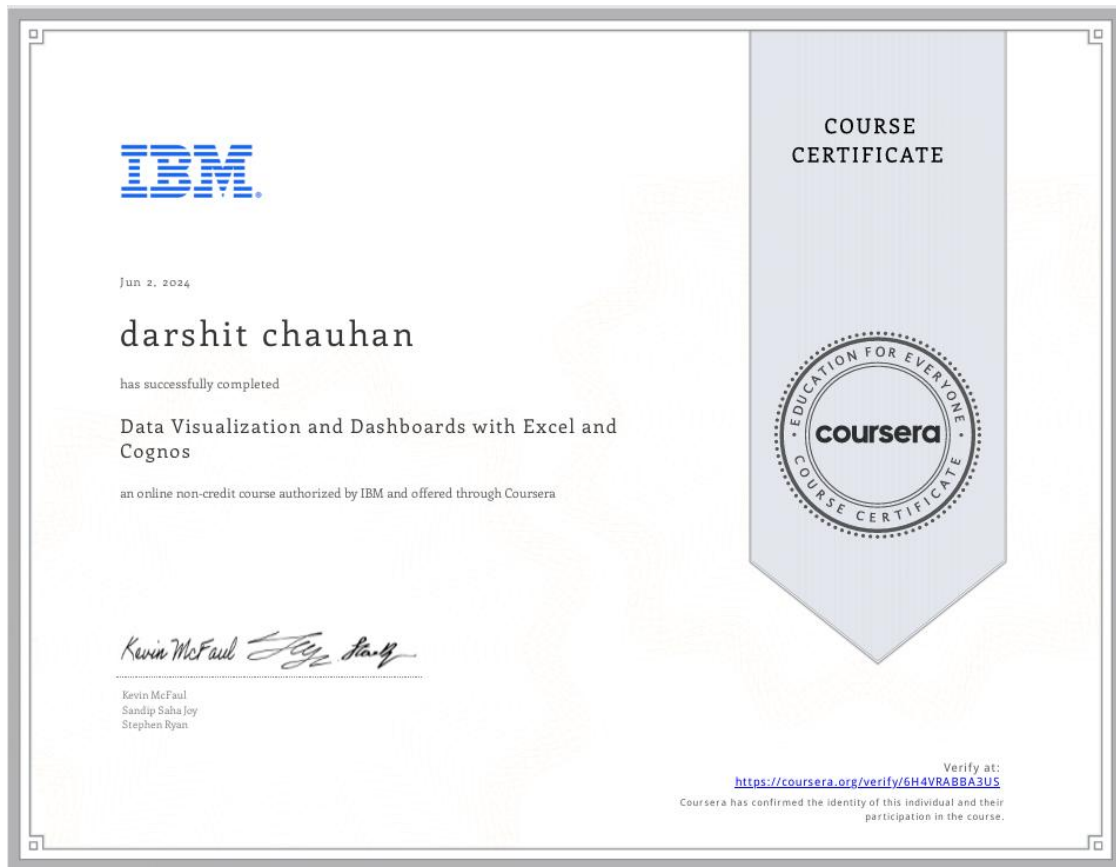 IBM®
Jun 2, 2024
darshit chauhan
has successfully completed
Data Visualization and Dashboards with Excel and
Cognos
an online non-credit course authorized by IBM and offered through Coursera
Kevin McFaul
Kevin McFaul
Sandip Saha Joy
Stephen Ryan
COURSE
CERTIFICATE
EDUCATION FOR EVERYONE
coursera
COURSE CERTIFICATE
Verify at:
https://coursera.org/verify/6H4VRABBA3US
Coursera has confirmed the identity of this individual and their
participation in the course.